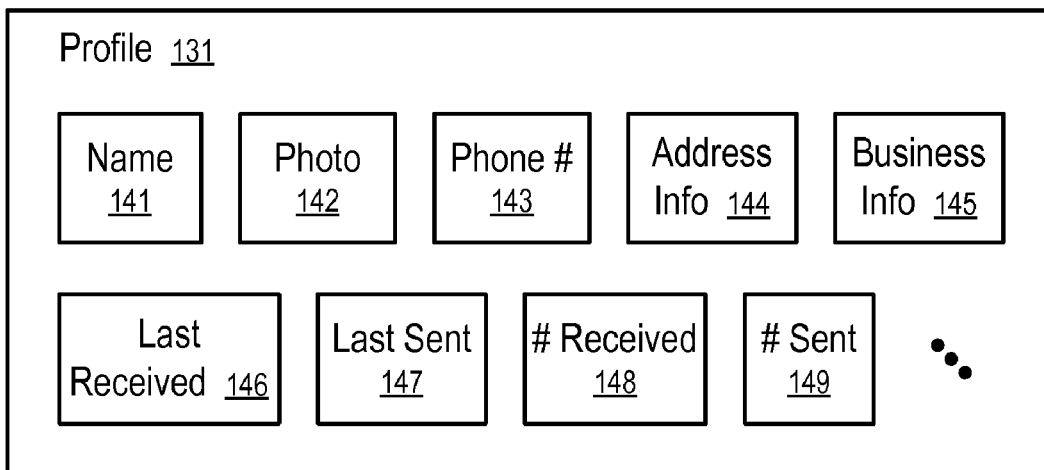 Profile 131
Name
141
Photo
142
Phone #
143
Address
Info 144
Business
Info 145
Last
Received 146
Last Sent
147
# Received
148
# Sent
149